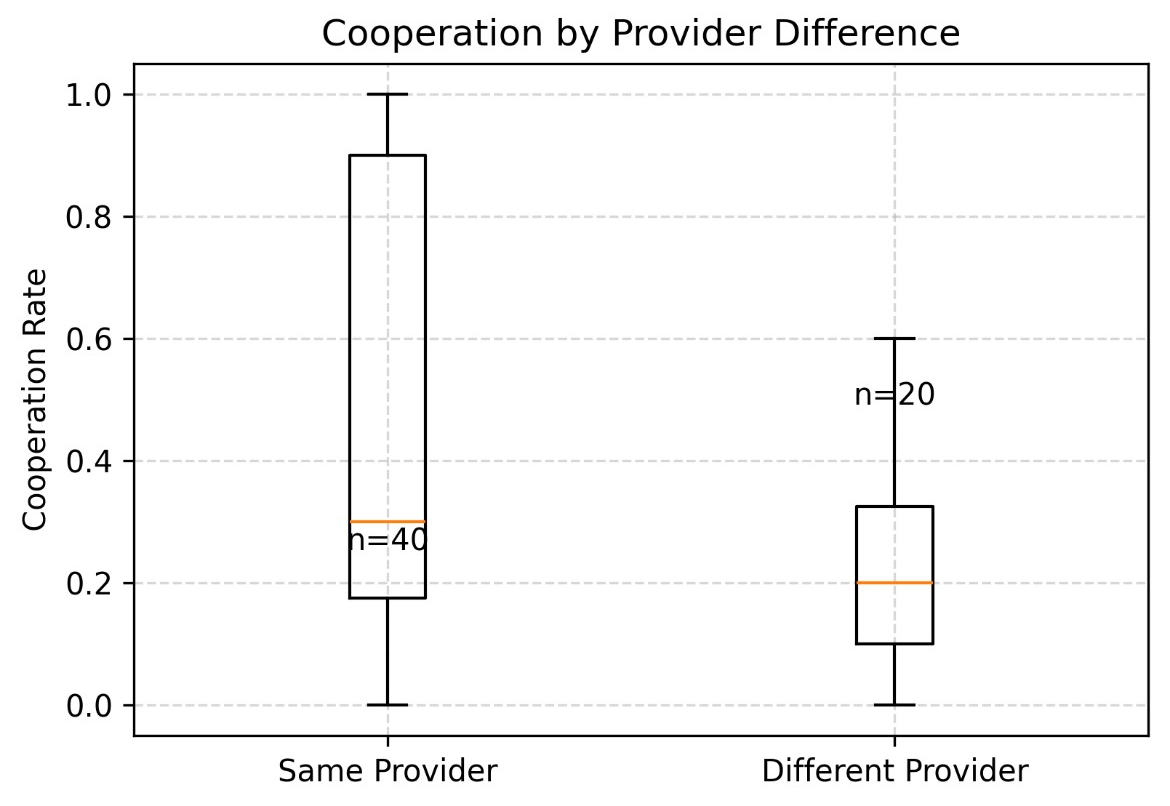 Cooperation by Provider Difference
Cooperation Rate
1.0
0.8
0.6
0.4
0.2
0.0
n=40
n=20
Same Provider
Different Provider